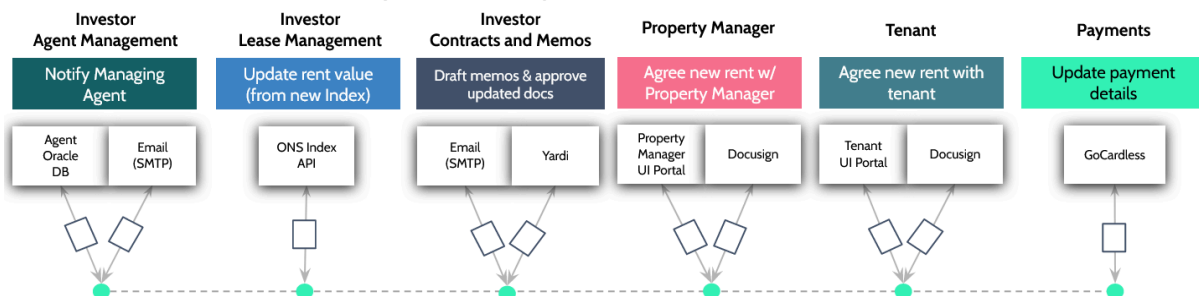 Investor
Agent Management
Investor
Lease Management
Investor
Contracts and Memos
Property Manager
Tenant
Payments
Notify Managing
Agent
Update rent value
(from new Index)
Draft memos & approve
updated docs
Agree new rent w/
Property Manager
Agree new rent with
tenant
Update payment
details
Agent
Oracle
DB
Email
(SMTP)
ONS Index
API
Email
(SMTP)
Yardi
Property
Manager
UI Portal
Docusign
Tenant
UI Portal
Docusign
GoCardless